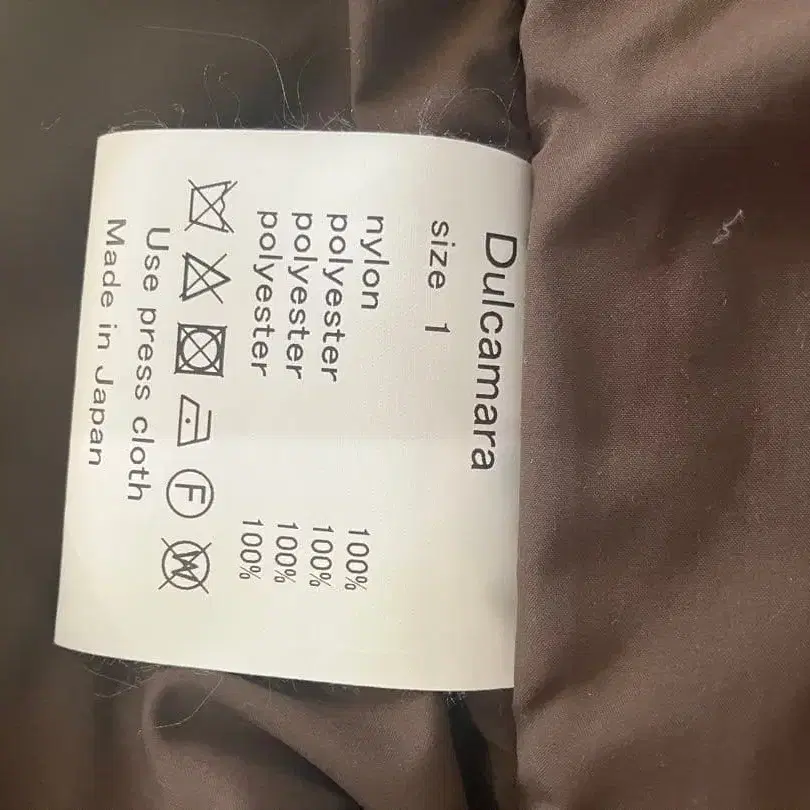 Dulcamara
size 1
nylon 100%
polyester 100%
polyester 100%
polyester 100%
F W
Use press cloth
Made in Japan